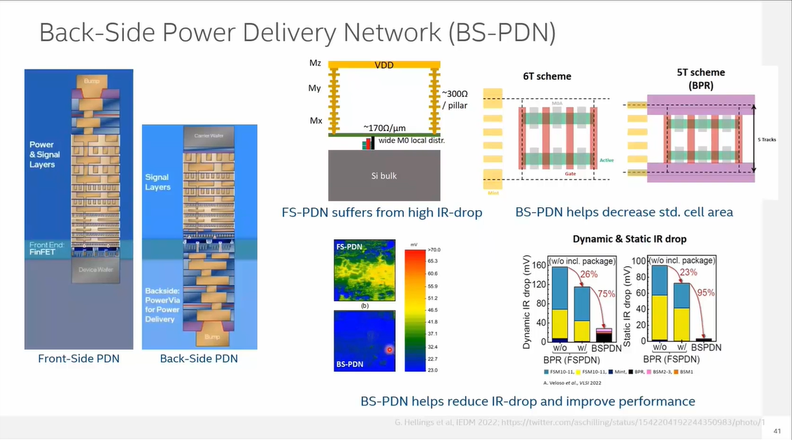 Back-Side Power Delivery Network (BS-PDN)
Bump
Power
& Signal
Layers
Front End:
FinFET
Device Wafer
Front-Side PDN
Carrier Wafer
Signal
Layers
Backside:
PowerVia
for Power
Delivery
Bump
Back-Side PDN
Mz
VDD
My
~300Ω
/ pillar
Mx
~170Ω/μm
wide M0 local distr.
Si bulk
FS-PDN suffers from high IR-drop
6T scheme
Mint
Active
Gate
Mint
5T scheme
(BPR)
5 Tracks
BS-PDN helps decrease std. cell area
FS-PDN
(b)
BS-PDN
mV
>70.0
65.3
60.6
55.9
51.2
46.5
41.8
37.1
32.4
22.7
23.0
Dynamic & Static IR drop
Dynamic IR drop (mV)
160
120
80
40
0
(w/o incl. package)
26%
75%
w/o w/ BSPDN
BPR (FSPDN)
Static IR drop (mV)
100
80
60
40
20
0
(w/o incl. package)
23%
95%
w/o w/ BSPDN
BPR (FSPDN)
FSM10-11, FSM10-11, Mint, BPR, BSM2-3, BSM1
A. Veloso et al., VLSI 2022
BS-PDN helps reduce IR-drop and improve performance
G. Hellings et al, IEDM 2022, https://twitter.com/aschilling/status/1542204192244350983/photo/1
41